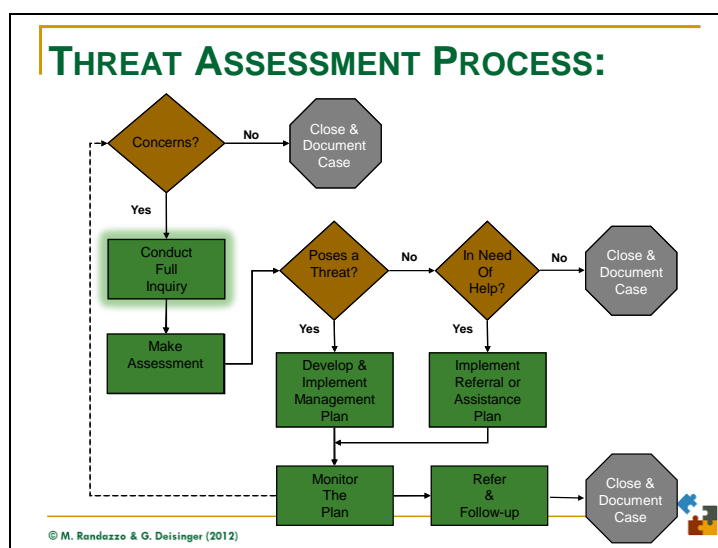 THREAT ASSESSMENT PROCESS:
Concerns?
No
Close &
Document
Case
Yes
Conduct
Full
Inquiry
Poses a
Threat?
No
In Need
Of
Help?
No
Close &
Document
Case
Make
Assessment
Yes
Yes
Develop &
Implement
Management
Plan
Implement
Referral or
Assistance
Plan
Monitor
The
Plan
Refer
&
Follow-up
Close &
Document
Case
© M. Randazzo & G. Deisinger (2012)